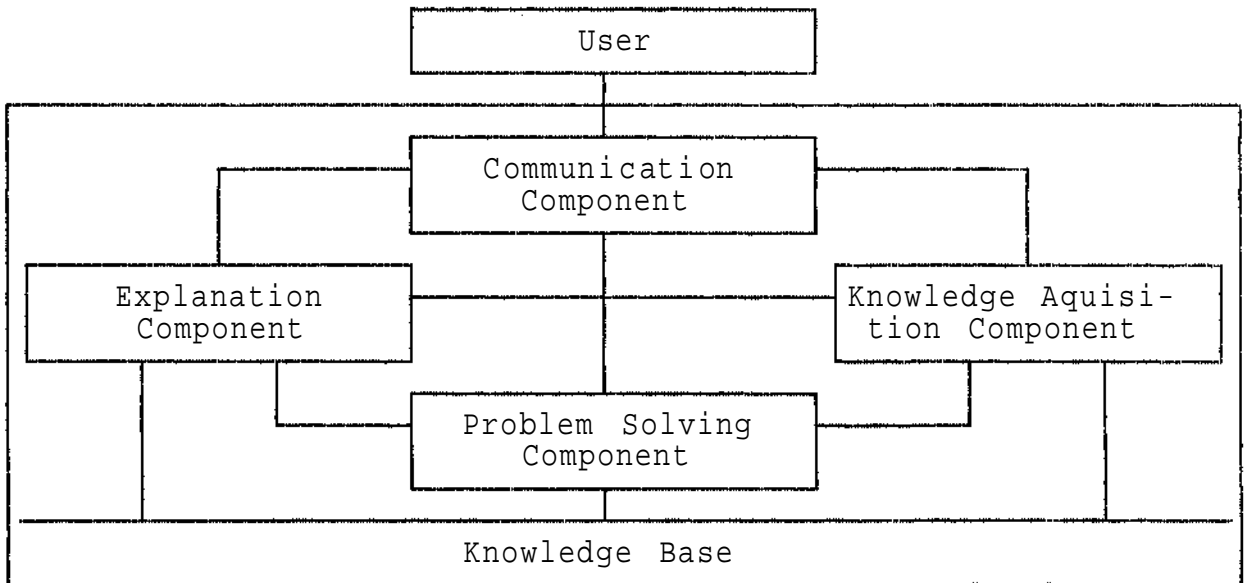 User
Communication
Component
Explanation
Component
Knowledge Aquisi-
tion Component
Problem Solving
Component
Knowledge Base